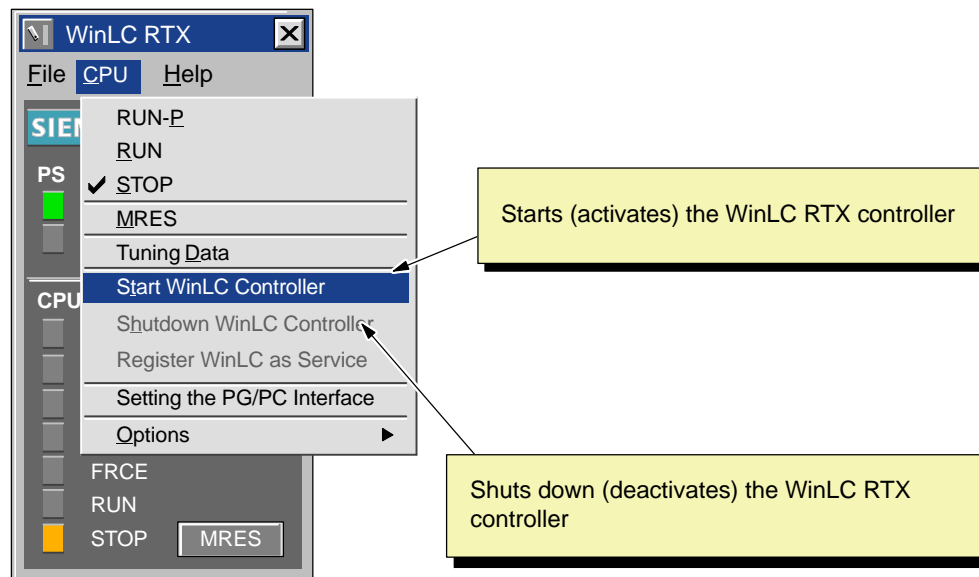 WinLC RTX
File CPU Help
SIE
RUN-P
RUN
PS
STOP
MRES
Tuning Data
Start WinLC Controller
CPU
Shutdown WinLC Controller
Register WinLC as Service
Setting the PG/PC Interface
Options
FRCE
RUN
STOP MRES
Starts (activates) the WinLC RTX controller
Shuts down (deactivates) the WinLC RTX
controller